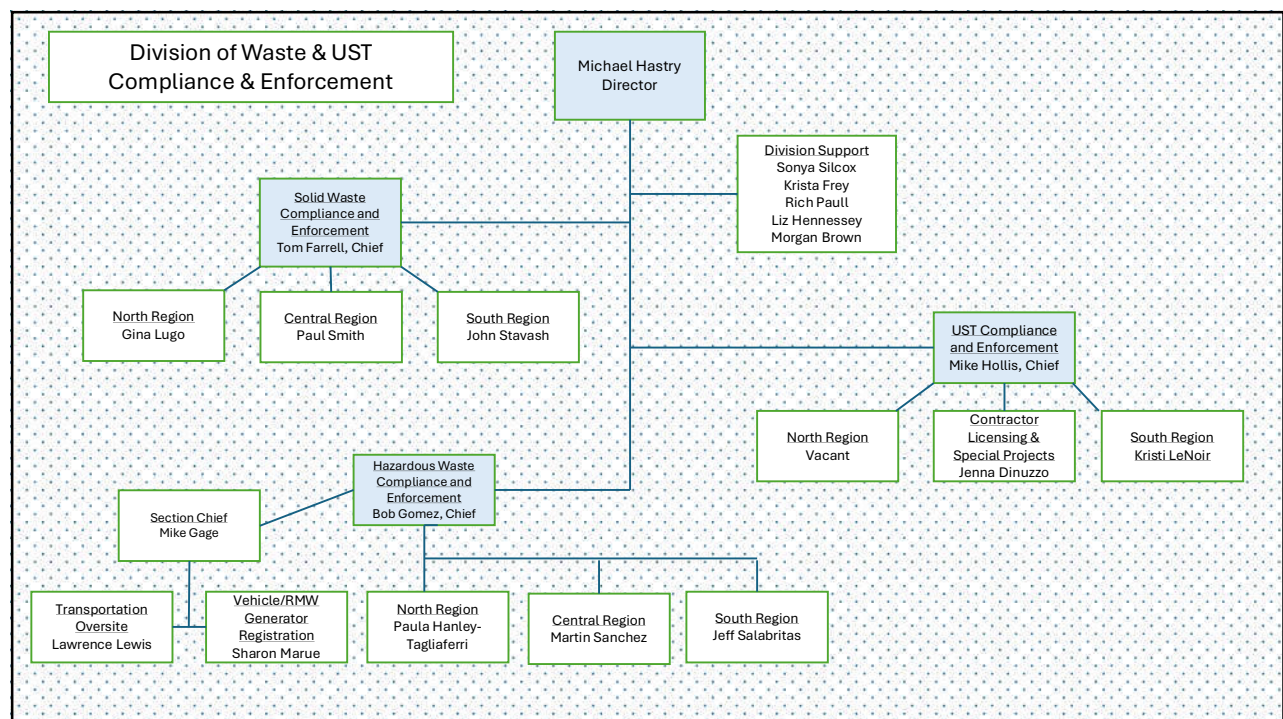 Division of Waste & UST
Compliance & Enforcement
Michael Hastry
Director
Division Support
Sonya Silcox
Krista Frey
Rich Paull
Liz Hennessey
Morgan Brown
Solid Waste
Compliance and
Enforcement
Tom Farrell, Chief
North Region
Gina Lugo
Central Region
Paul Smith
South Region
John Stavash
UST Compliance
and Enforcement
Mike Hollis, Chief
North Region
Vacant
Contractor
Licensing &
Special Projects
Jenna Dinuzzo
South Region
Kristi LeNoir
Hazardous Waste
Compliance and
Enforcement
Bob Gomez, Chief
Section Chief
Mike Gage
Transportation
Oversite
Lawrence Lewis
Vehicle/RMW
Generator
Registration
Sharon Marue
North Region
Paula Hanley-
Tagliaferri
Central Region
Martin Sanchez
South Region
Jeff Salabritas